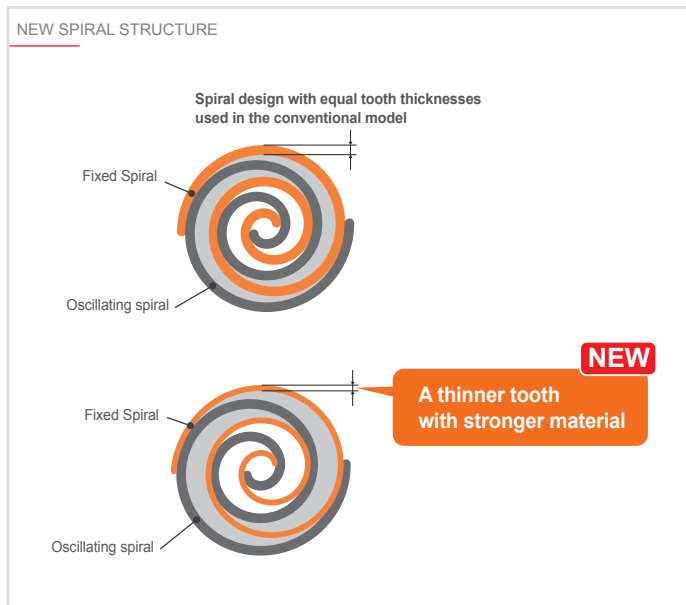 NEW SPIRAL STRUCTURE
Spiral design with equal tooth thicknesses
used in the conventional model
Fixed Spiral
Oscillating spiral
NEW
A thinner tooth
with stronger material
Fixed Spiral
Oscillating spiral